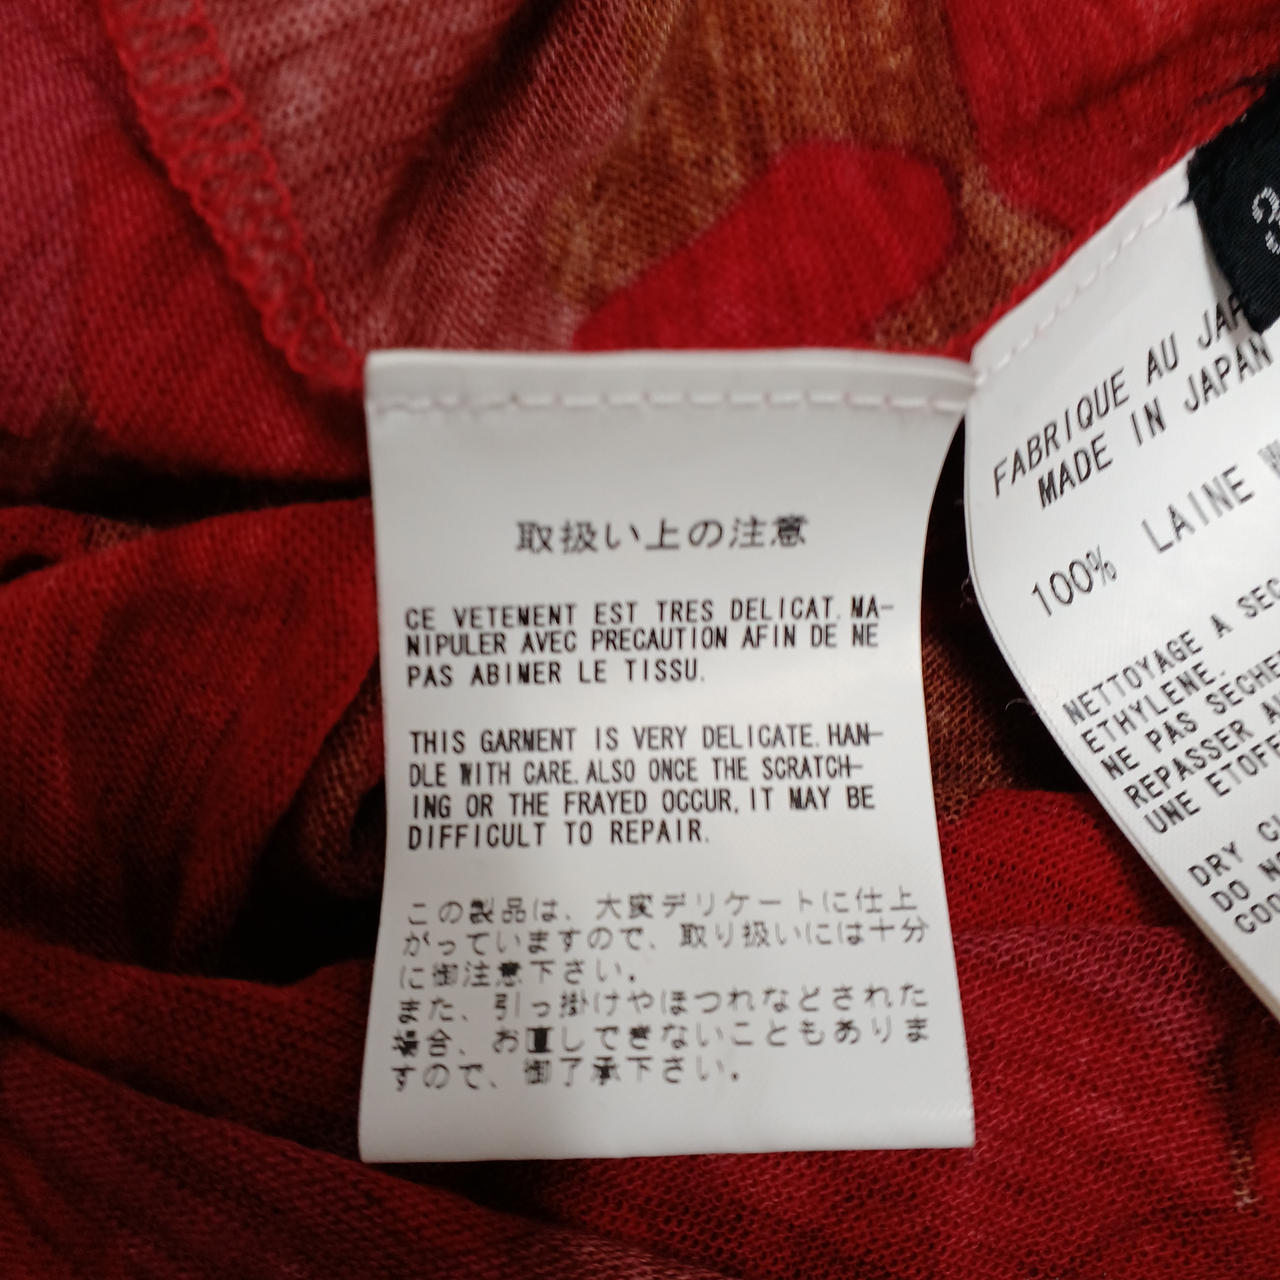 取扱い上の注意
CE VETEMENT EST TRES DELICAT. MA-
NIPULER AVEC PRECAUTION AFIN DE NE
PAS ABIMER LE TISSU.
THIS GARMENT IS VERY DELICATE. HAN-
DLE WITH CARE. ALSO ONCE THE SCRATCH-
ING OR THE FRAYED OCCUR, IT MAY BE
DIFFICULT TO REPAIR.
この製品は、大変デリケートに仕上
がっていますので、取り扱いには十分
に御注意下さい。
また、引っ掛けやほつれなどされた
場合、お直しできないこともありま
すので、御了承下さい。
3
FABRIQUE AU JAP
MADE IN JAPAN
100% LAINE W
NETTOYAGE A SEC
ETHYLENE.
NE PAS SECHE
REPASSER A
UNE ETOFF
DRY CL
DO N
COO